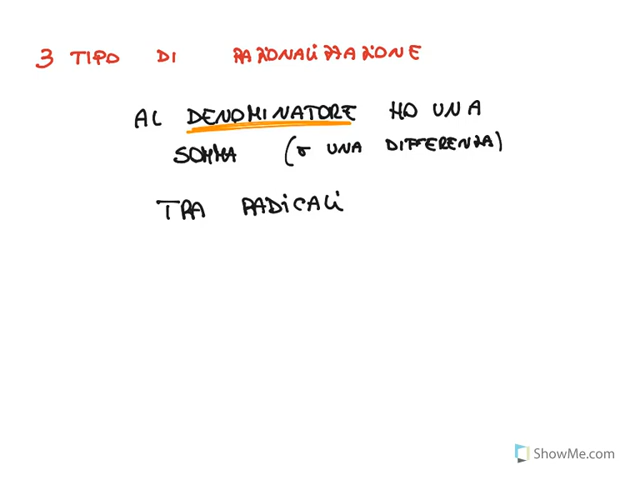 3 TIPO DI RAZIONALIZZAZIONE
AL DENOMINATORE HO UNA
SOMMA (O UNA DIFFERENZA)
TRA RADICALI
ShowMe.com